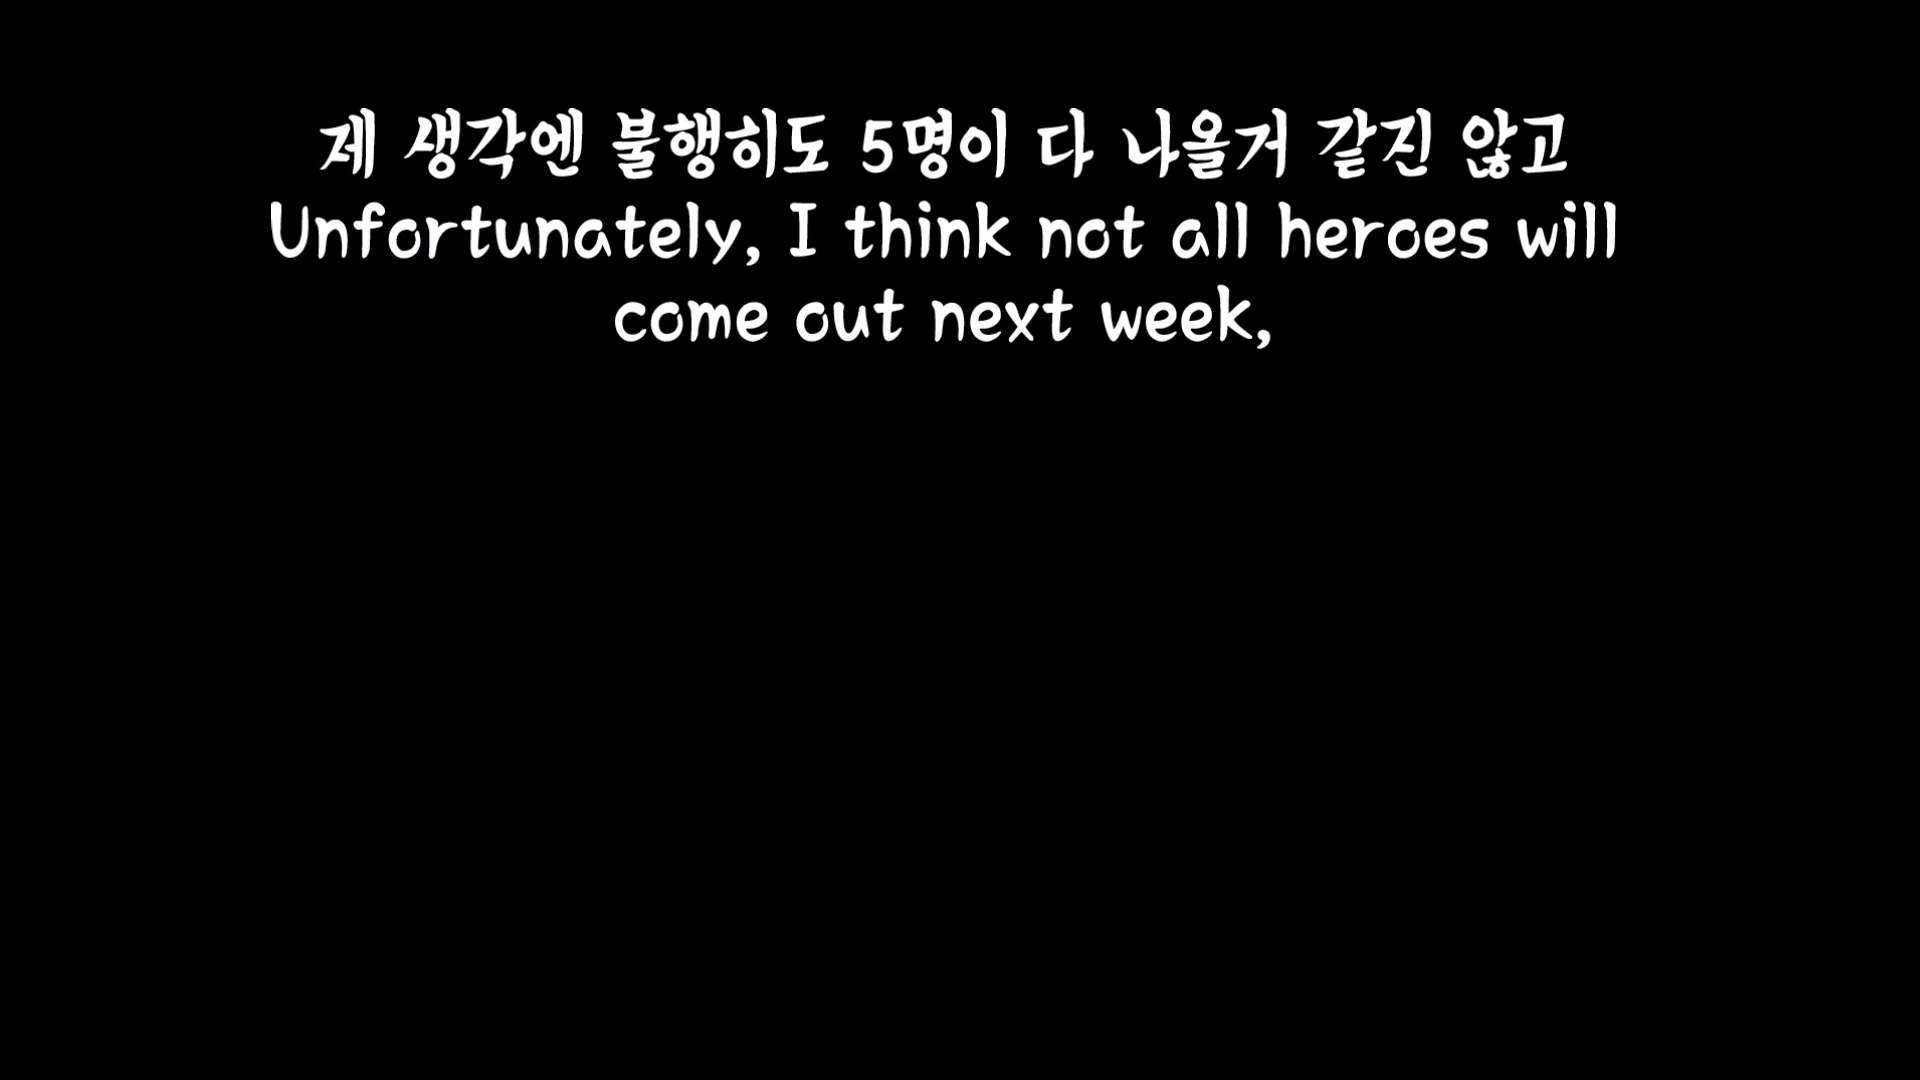 제 생각엔 불행히도 5명이 다 나올거 같진 않고
Unfortunately, I think not all heroes will
come out next week,